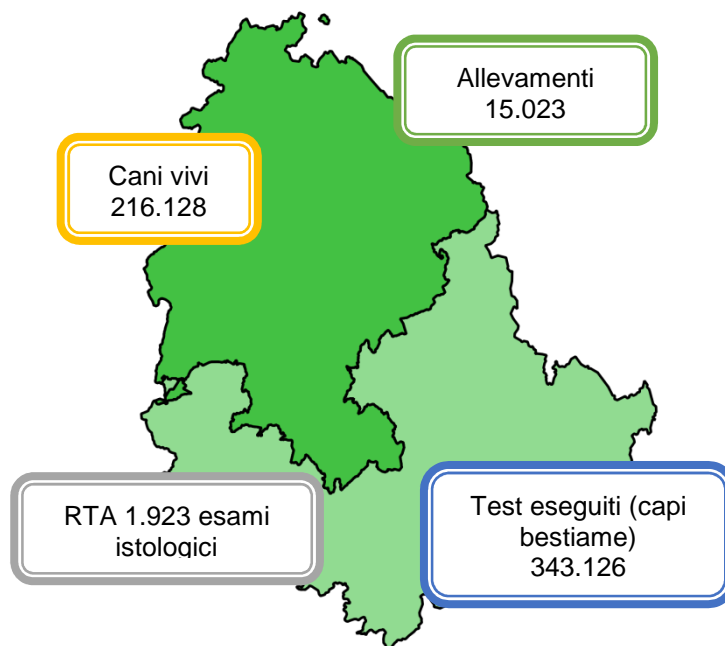 Allevamenti
15.023
Cani vivi
216.128
RTA 1.923 esami
istologici
Test eseguiti (capi
bestiame)
343.126